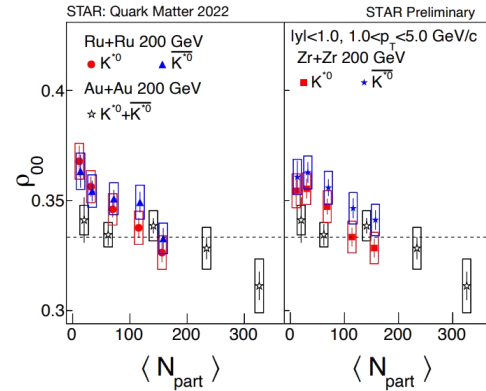 STAR: Quark Matter 2022
STAR Preliminary
Ru+Ru 200 GeV
K*0 K̅*0
Au+Au 200 GeV
K*0+K̅*0
|y|<1.0, 1.0<pT<5.0 GeV/c
Zr+Zr 200 GeV
K*0 K̅*0
ρ00
0.4
0.35
0.3
0 100 200 300
0 100 200 300
⟨ Npart ⟩
⟨ Npart ⟩